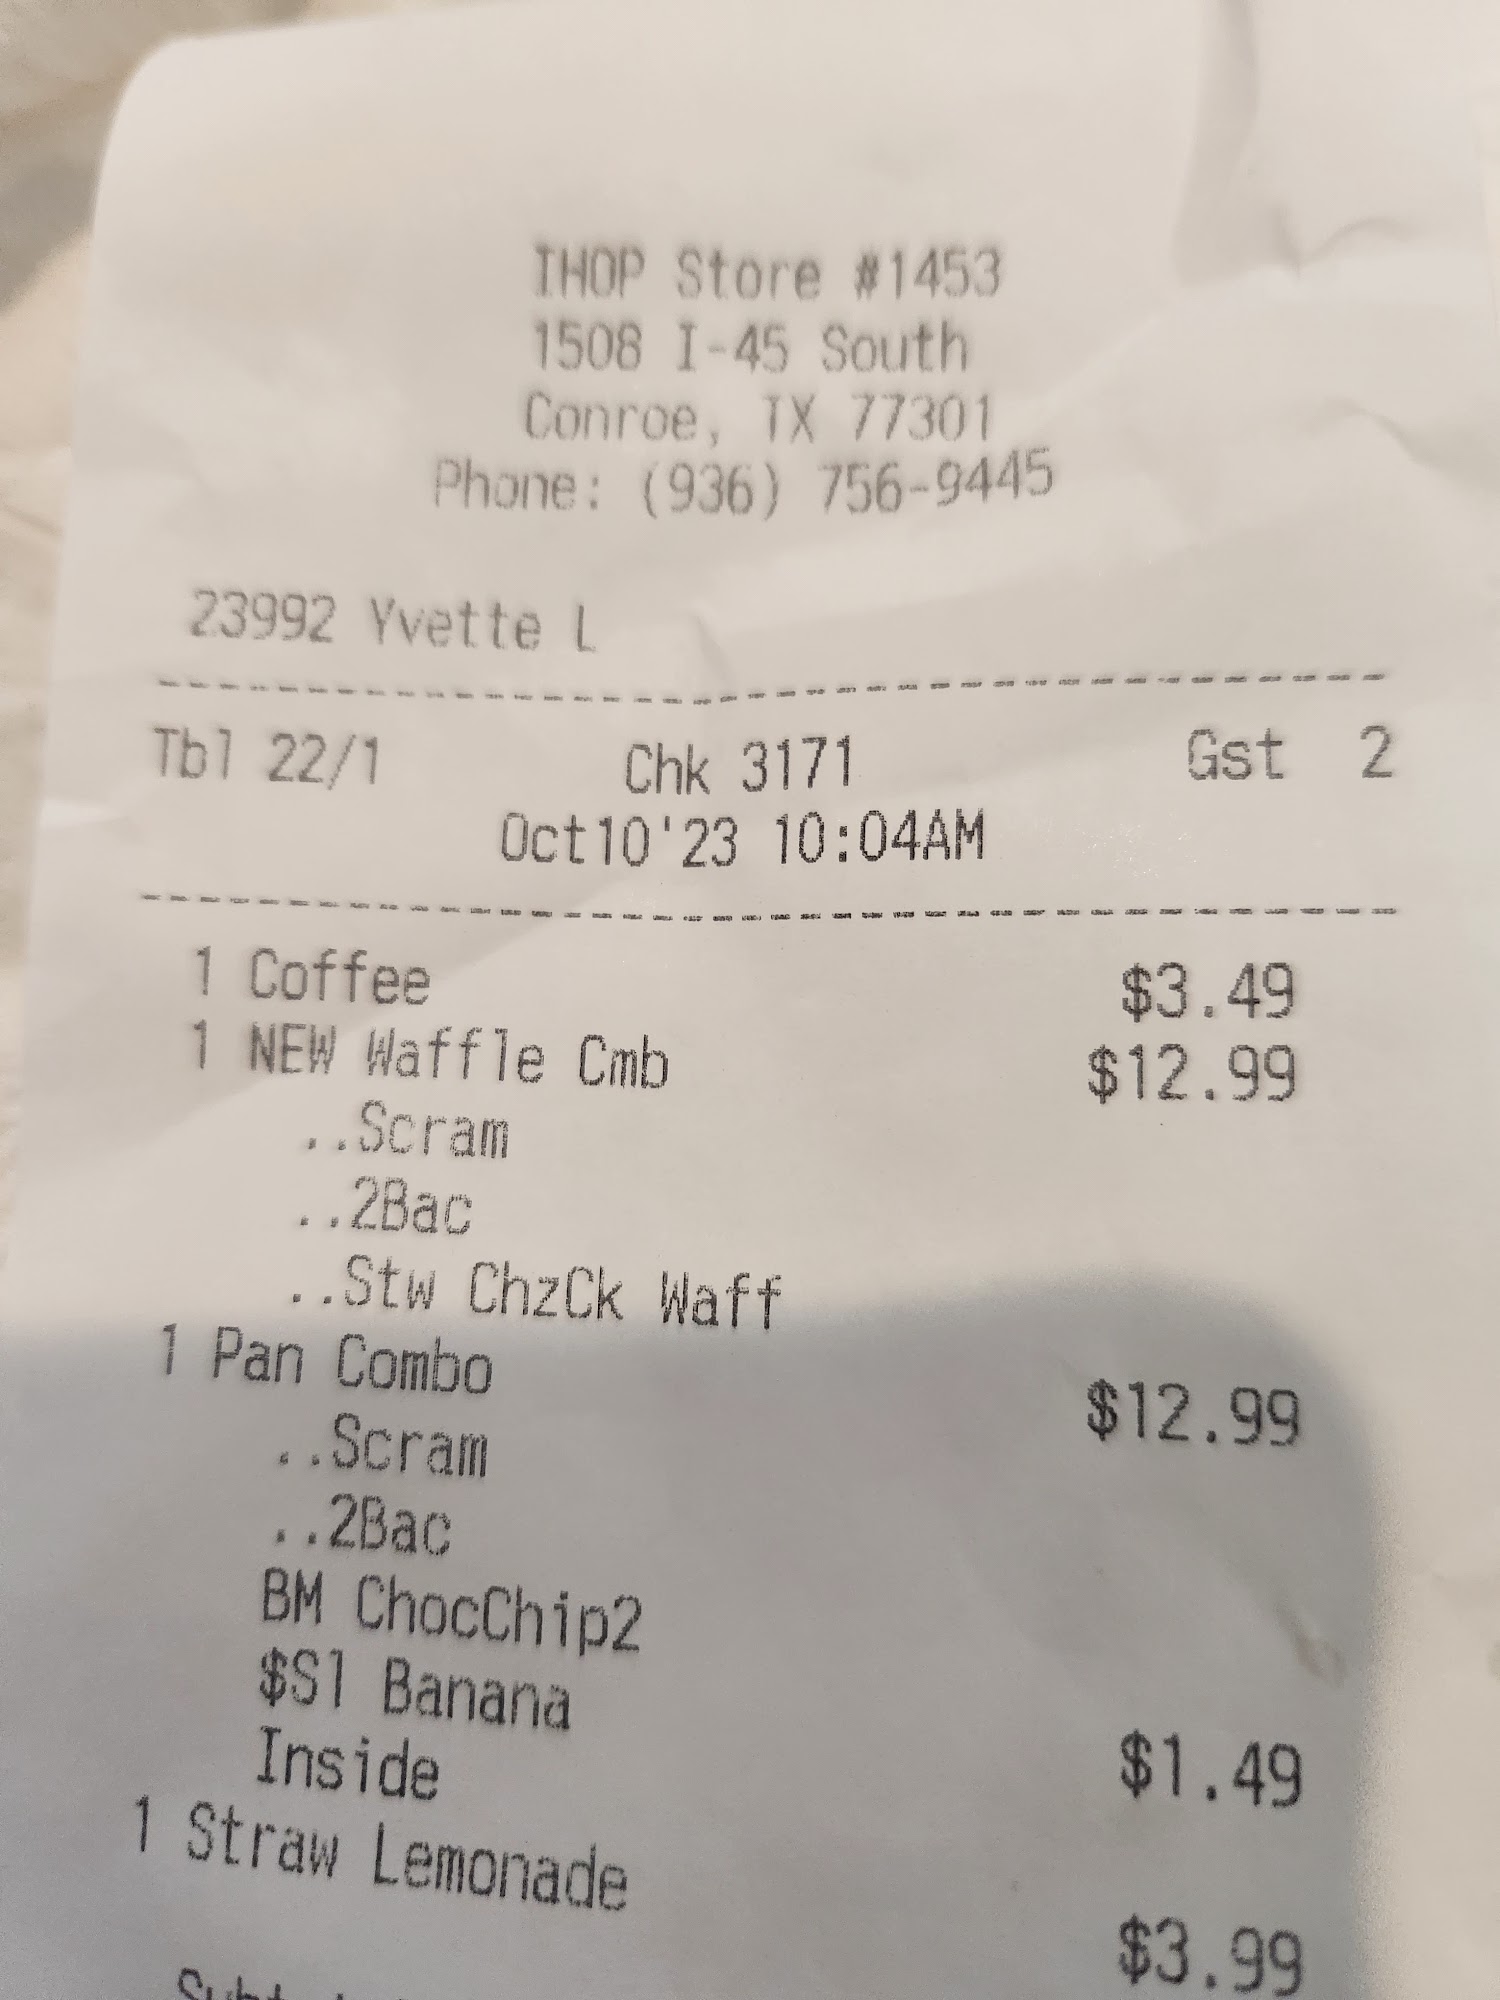 IHOP Store #1453
1508 I-45 South
Conroe, TX 77301
Phone: (936) 756-9445
23992 Yvette L
Tbl 22/1 Chk 3171 Gst 2
Oct10'23 10:04AM
1 Coffee $3.49
1 NEW Waffle Cmb $12.99
..Scram
..2Bac
..Stw ChzCk Waff
1 Pan Combo $12.99
..Scram
..2Bac
BM ChocChip2
$Sl Banana $1.49
Inside
1 Straw Lemonade $3.99